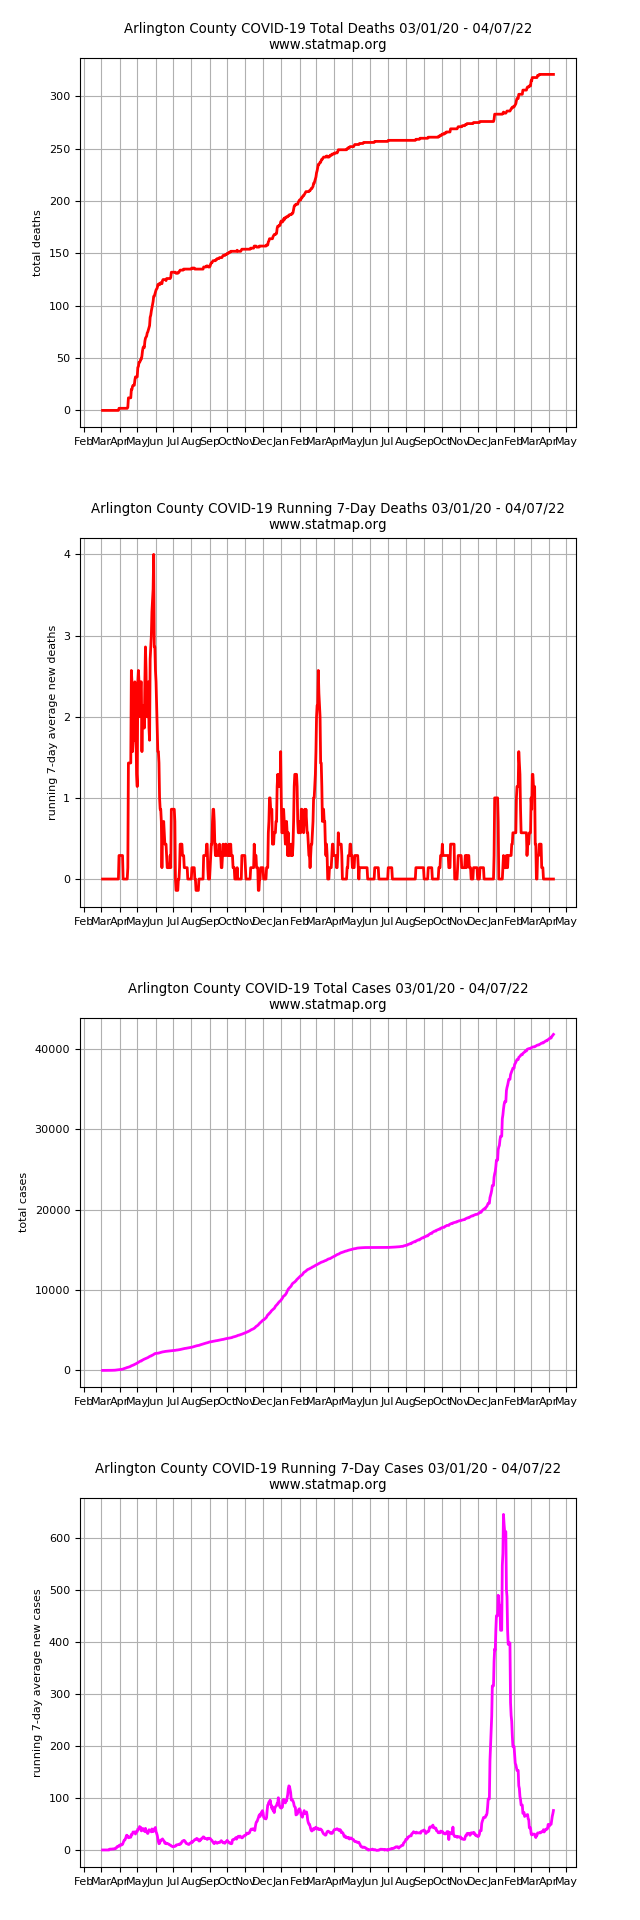 Arlington County COVID-19 Total Deaths 03/01/20 - 04/07/22
www.statmap.org
total deaths
300
250
200
150
100
50
0
Feb Mar Apr May Jun Jul Aug Sep Oct Nov Dec Jan Feb Mar Apr May Jun Jul Aug Sep Oct Nov Dec Jan Feb Mar Apr May
Arlington County COVID-19 Running 7-Day Deaths 03/01/20 - 04/07/22
www.statmap.org
running 7-day average new deaths
4
3
2
1
0
Feb Mar Apr May Jun Jul Aug Sep Oct Nov Dec Jan Feb Mar Apr May Jun Jul Aug Sep Oct Nov Dec Jan Feb Mar Apr May
Arlington County COVID-19 Total Cases 03/01/20 - 04/07/22
www.statmap.org
total cases
40000
30000
20000
10000
0
Feb Mar Apr May Jun Jul Aug Sep Oct Nov Dec Jan Feb Mar Apr May Jun Jul Aug Sep Oct Nov Dec Jan Feb Mar Apr May
Arlington County COVID-19 Running 7-Day Cases 03/01/20 - 04/07/22
www.statmap.org
running 7-day average new cases
600
500
400
300
200
100
0
Feb Mar Apr May Jun Jul Aug Sep Oct Nov Dec Jan Feb Mar Apr May Jun Jul Aug Sep Oct Nov Dec Jan Feb Mar Apr May